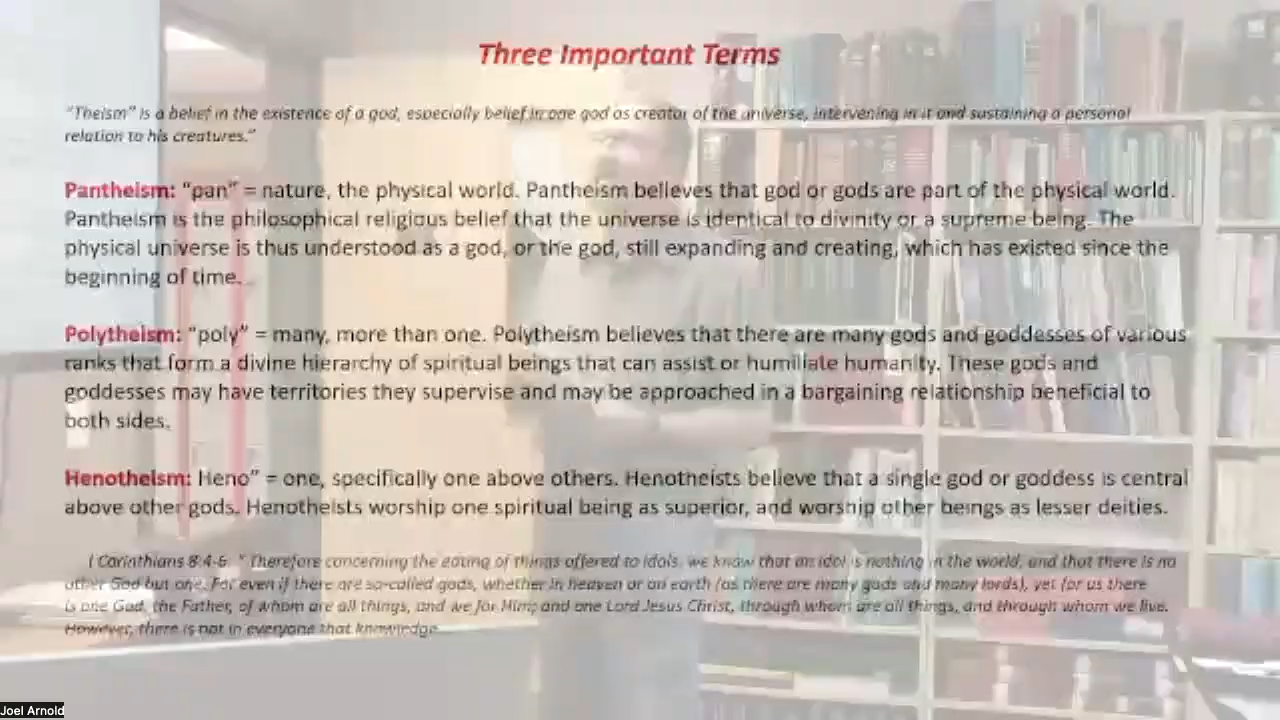 Three Important Terms
"Theism" is a belief in the existence of a god, especially belief in one god as creator of the universe, intervening in it and sustaining a personal
relation to his creatures."
Pantheism: "pan" = nature, the physical world. Pantheism believes that god or gods are part of the physical world.
Pantheism is the philosophical religious belief that the universe is identical to divinity or a supreme being. The
physical universe is thus understood as a god, or the god, still expanding and creating, which has existed since the
beginning of time.
Polytheism: "poly" = many, more than one. Polytheism believes that there are many gods and goddesses of various
ranks that form a divine hierarchy of spiritual beings that can assist or humiliate humanity. These gods and
goddesses may have territories they supervise and may be approached in a bargaining relationship beneficial to
both sides.
Henotheism: Heno" = one, specifically one above others. Henotheists believe that a single god or goddess is central
above other gods. Henotheists worship one spiritual being as superior, and worship other beings as lesser deities.
I Corinthians 8:4-6: " Therefore concerning the eating of things offered to idols, we know that an idol is nothing in the world, and that there is no
other God but one. For even if there are so-called gods, whether in heaven or on earth (as there are many gods and many lords), yet for us there
is one God, the Father, of whom are all things, and we for Him; and one Lord Jesus Christ, through whom are all things, and through whom we live.
However, there is not in everyone that knowledge
Joel Arnold